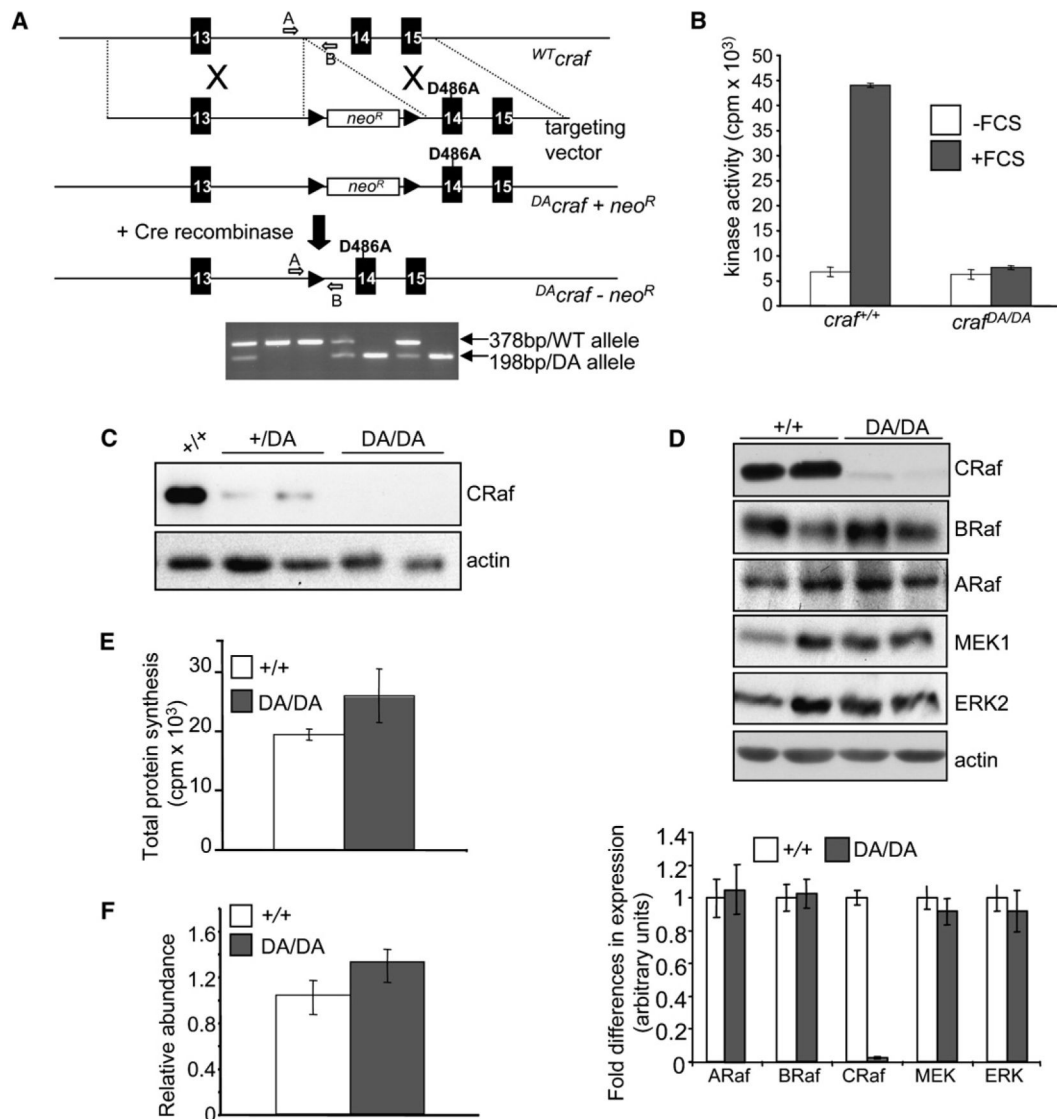 A
A
13
14
15
B
WTcraf
D486A
13
neoR
14
15
targeting
vector
D486A
13
neoR
14
15
DAcraf + neoR
+ Cre recombinase
D486A
A
13
14
15
B
DAcraf - neoR
378bp/WT allele
198bp/DA allele
B
kinase activity (cpm x 10³)
50
45
40
35
30
25
20
15
10
5
0
-FCS
+FCS
craf+/+
crafDA/DA
C
+/+
+/DA
DA/DA
CRaf
actin
D
+/+
DA/DA
CRaf
BRaf
ARaf
MEK1
ERK2
actin
E
Total protein synthesis
(cpm x 10³)
30
20
10
0
+/+
DA/DA
F
Relative abundance
1.6
1.2
0.8
0.4
0
+/+
DA/DA
Fold differences in expression
(arbitrary units)
1.4
1.2
1
0.8
0.6
0.4
0.2
0
+/+
DA/DA
ARaf
BRaf
CRaf
MEK
ERK